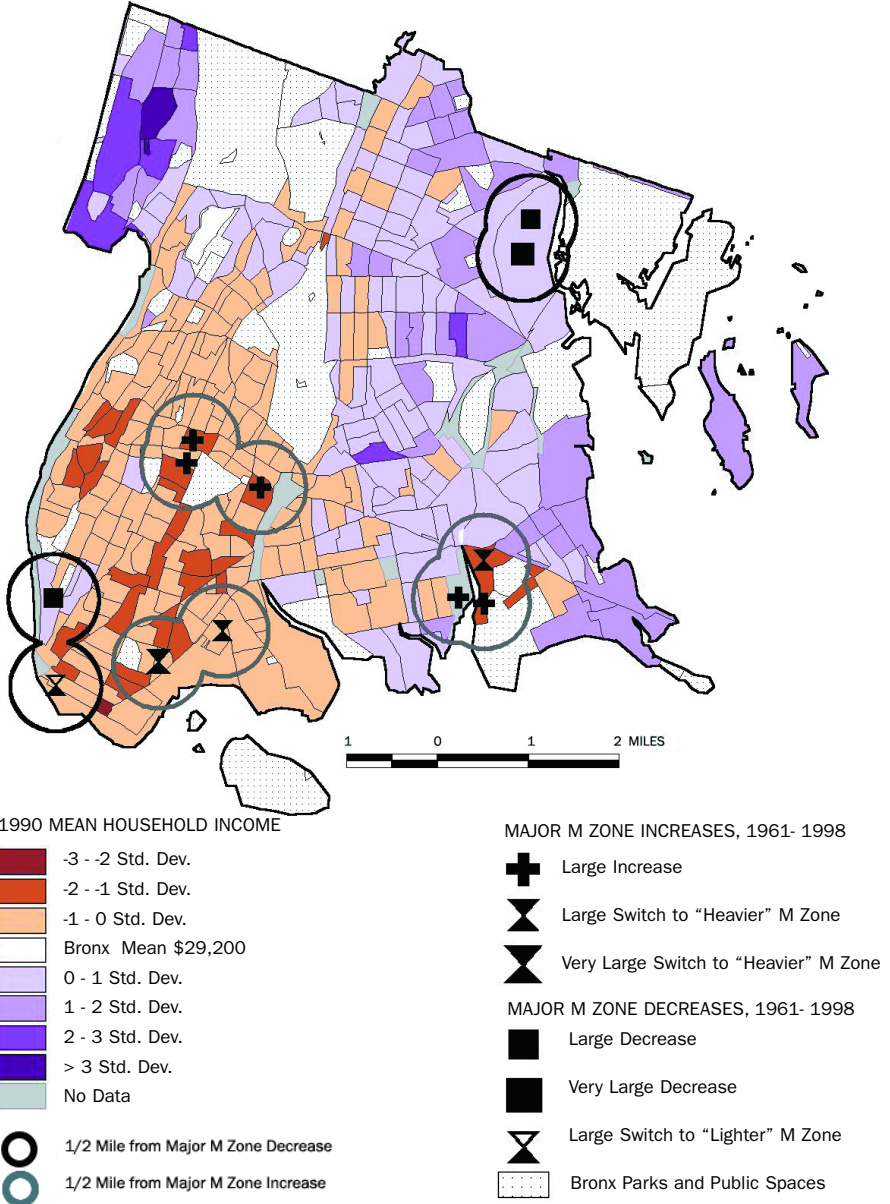 1 0 1 2 MILES
1990 MEAN HOUSEHOLD INCOME
-3 - -2 Std. Dev.
-2 - -1 Std. Dev.
-1 - 0 Std. Dev.
Bronx Mean $29,200
0 - 1 Std. Dev.
1 - 2 Std. Dev.
2 - 3 Std. Dev.
> 3 Std. Dev.
No Data
1/2 Mile from Major M Zone Decrease
1/2 Mile from Major M Zone Increase
MAJOR M ZONE INCREASES, 1961- 1998
Large Increase
Large Switch to “Heavier” M Zone
Very Large Switch to “Heavier” M Zone
MAJOR M ZONE DECREASES, 1961- 1998
Large Decrease
Very Large Decrease
Large Switch to “Lighter” M Zone
Bronx Parks and Public Spaces